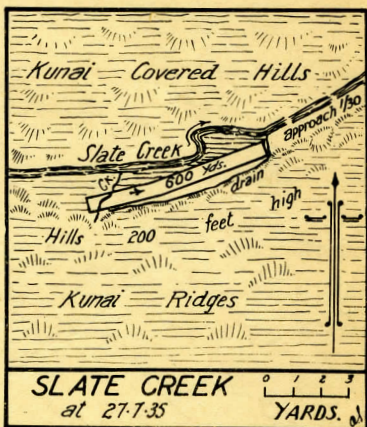 Kunai Covered Hills
approach 1/30
Slate Creek
CK
600 Yds.
drain
Hills 200 feet high
Kunai Ridges
SLATE CREEK
at 27·7·35
0 1 2 3
YARDS.